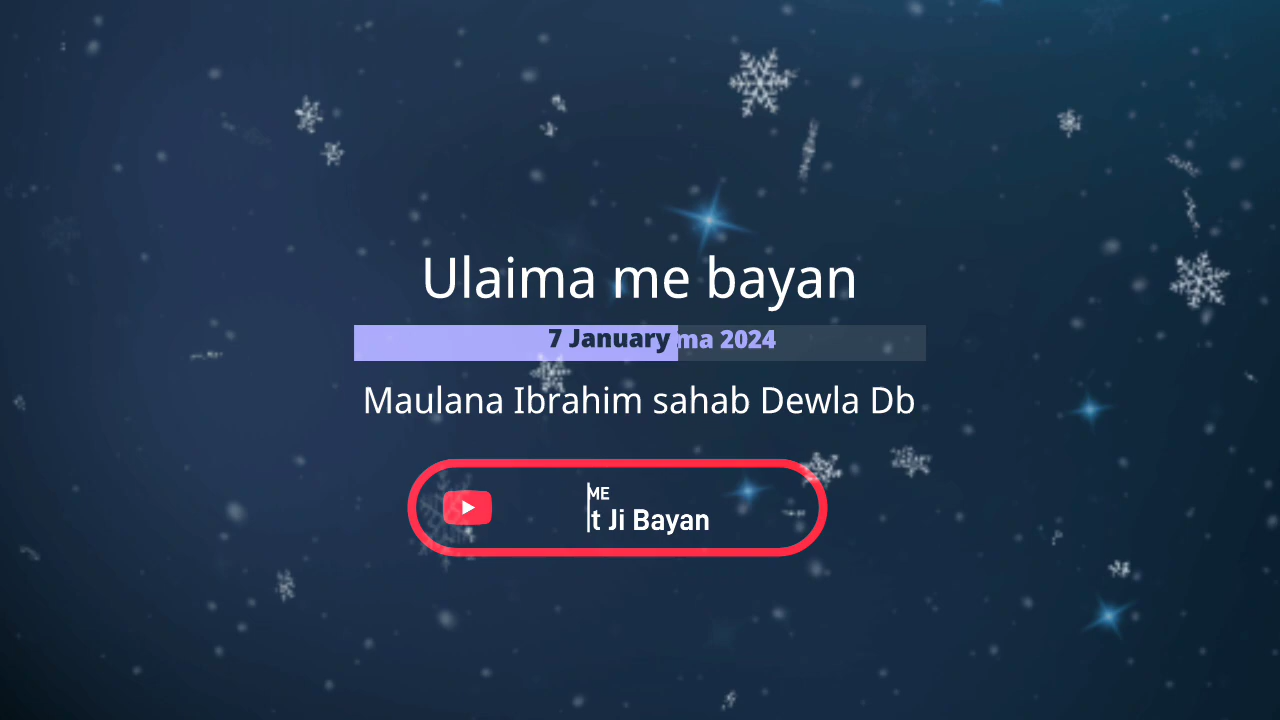 Ulaima me bayan
7 January ma 2024
Maulana Ibrahim sahab Dewla Db
ME
t Ji Bayan